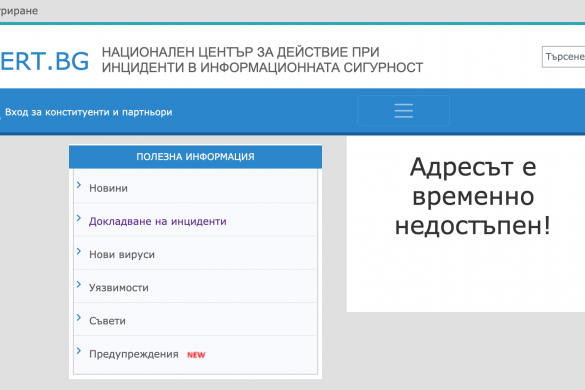 ERT.BG
НАЦИОНАЛЕН ЦЕНТЪР ЗА ДЕЙСТВИЕ ПРИ
ИНЦИДЕНТИ В ИНФОРМАЦИОННАТА СИГУРНОСТ
Търсене
Вход за конституенти и партньори
ПОЛЕЗНА ИНФОРМАЦИЯ
Новини
Докладване на инциденти
Нови вируси
Уязвимости
Съвети
Предупреждения NEW
Адресът е
временно
недостъпен!